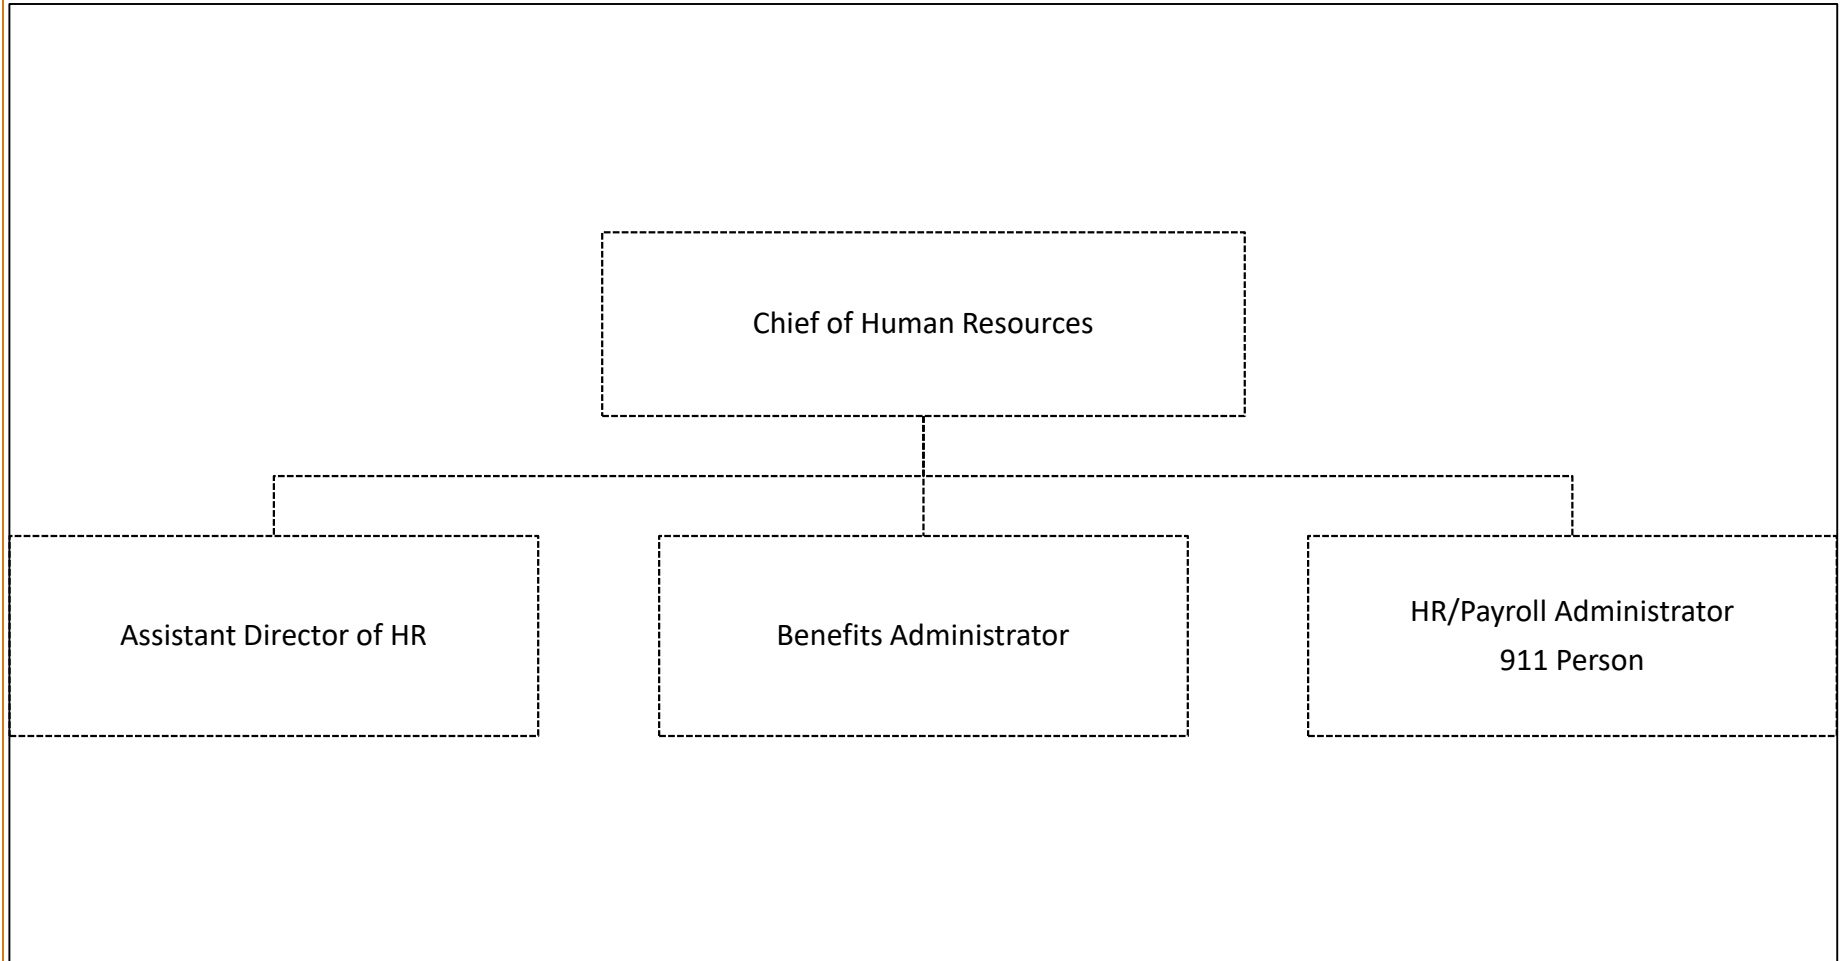 Chief of Human Resources
Assistant Director of HR
Benefits Administrator
HR/Payroll Administrator
911 Person